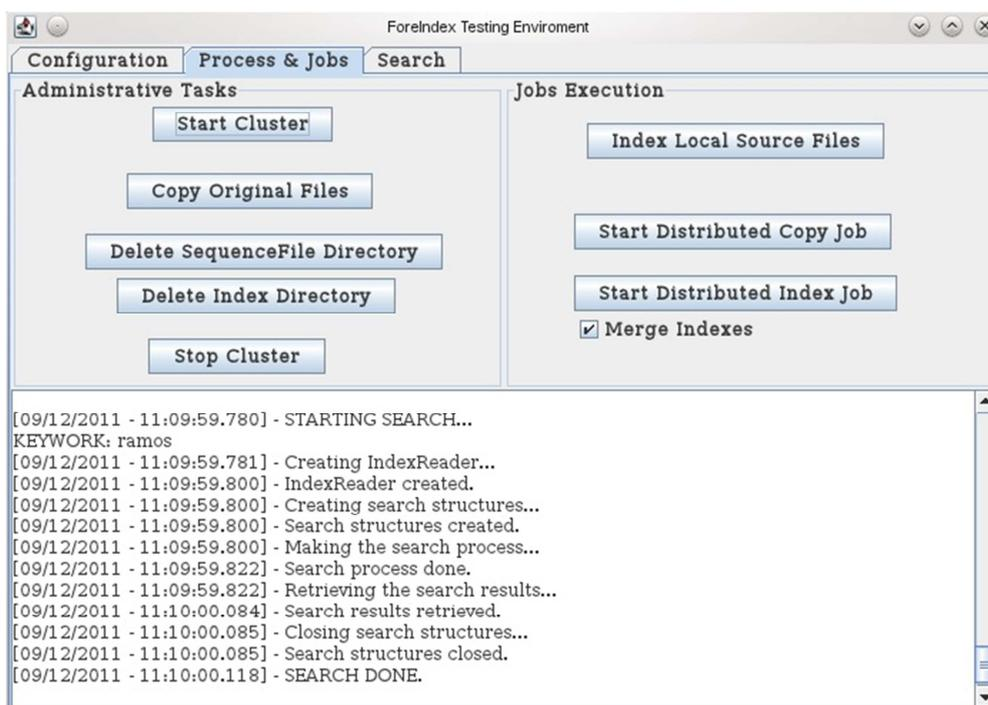 ForeIndex Testing Enviroment
Configuration
Process & Jobs
Search
Administrative Tasks
Start Cluster
Copy Original Files
Delete SequenceFile Directory
Delete Index Directory
Stop Cluster
Jobs Execution
Index Local Source Files
Start Distributed Copy Job
Start Distributed Index Job
Merge Indexes
[09/12/2011 - 11:09:59.780] - STARTING SEARCH...
KEYWORK: ramos
[09/12/2011 - 11:09:59.781] - Creating IndexReader...
[09/12/2011 - 11:09:59.800] - IndexReader created.
[09/12/2011 - 11:09:59.800] - Creating search structures...
[09/12/2011 - 11:09:59.800] - Search structures created.
[09/12/2011 - 11:09:59.800] - Making the search process...
[09/12/2011 - 11:09:59.822] - Search process done.
[09/12/2011 - 11:09:59.822] - Retrieving the search results...
[09/12/2011 - 11:10:00.084] - Search results retrieved.
[09/12/2011 - 11:10:00.085] - Closing search structures...
[09/12/2011 - 11:10:00.085] - Search structures closed.
[09/12/2011 - 11:10:00.118] - SEARCH DONE.